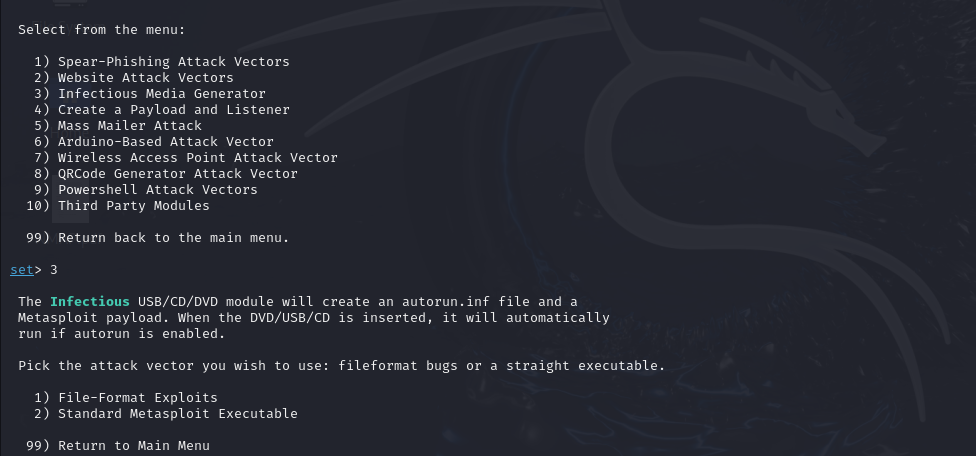 Select from the menu:
1) Spear-Phishing Attack Vectors
2) Website Attack Vectors
3) Infectious Media Generator
4) Create a Payload and Listener
5) Mass Mailer Attack
6) Arduino-Based Attack Vector
7) Wireless Access Point Attack Vector
8) QRCode Generator Attack Vector
9) Powershell Attack Vectors
10) Third Party Modules
99) Return back to the main menu.
set> 3
The Infectious USB/CD/DVD module will create an autorun.inf file and a
Metasploit payload. When the DVD/USB/CD is inserted, it will automatically
run if autorun is enabled.
Pick the attack vector you wish to use: fileformat bugs or a straight executable.
1) File-Format Exploits
2) Standard Metasploit Executable
99) Return to Main Menu